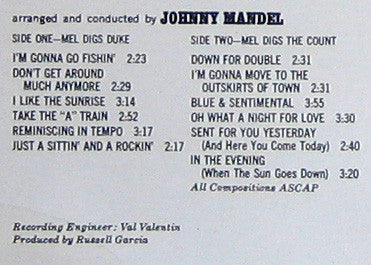 arranged and conducted by JOHNNY MANDEL
SIDE ONE—MEL DIGS DUKE
I'M GONNA GO FISHIN' 2:23
DON'T GET AROUND
MUCH ANYMORE 2:29
I LIKE THE SUNRISE 3:14
TAKE THE "A" TRAIN 2:52
REMINISCING IN TEMPO 3:17
JUST A SITTIN' AND A ROCKIN' 2:17
SIDE TWO—MEL DIGS THE COUNT
DOWN FOR DOUBLE 2:31
I'M GONNA MOVE TO THE
OUTSKIRTS OF TOWN 2:31
BLUE & SENTIMENTAL 3:55
OH WHAT A NIGHT FOR LOVE 3:30
SENT FOR YOU YESTERDAY
(And Here You Come Today) 2:40
IN THE EVENING
(When The Sun Goes Down) 3:20
All Compositions ASCAP
Recording Engineer: Val Valentin
Produced by Russell Garcia